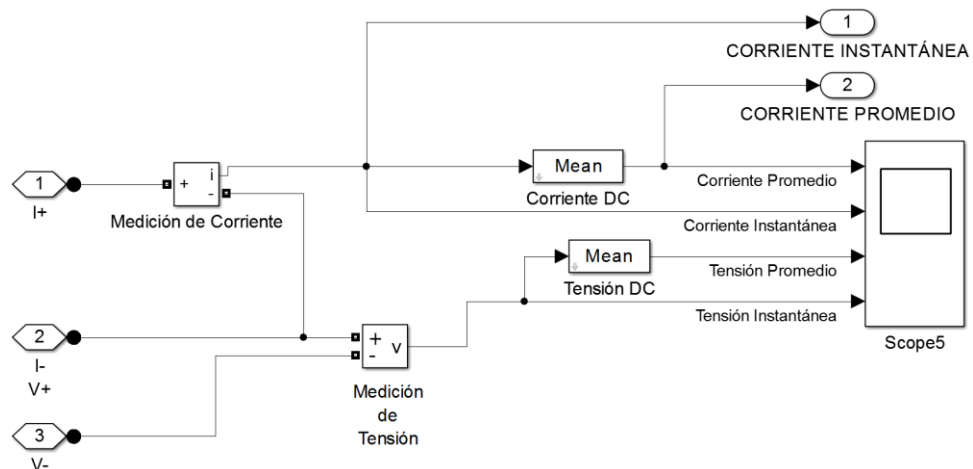 1
CORRIENTE INSTANTÁNEA
2
CORRIENTE PROMEDIO
1
I+
+
i
-
Medición de Corriente
Mean
Corriente DC
Corriente Promedio
Corriente Instantánea
Mean
Tensión DC
Tensión Promedio
Tensión Instantánea
Scope5
2
I-
V+
+
-
v
Medición
de
Tensión
3
V-